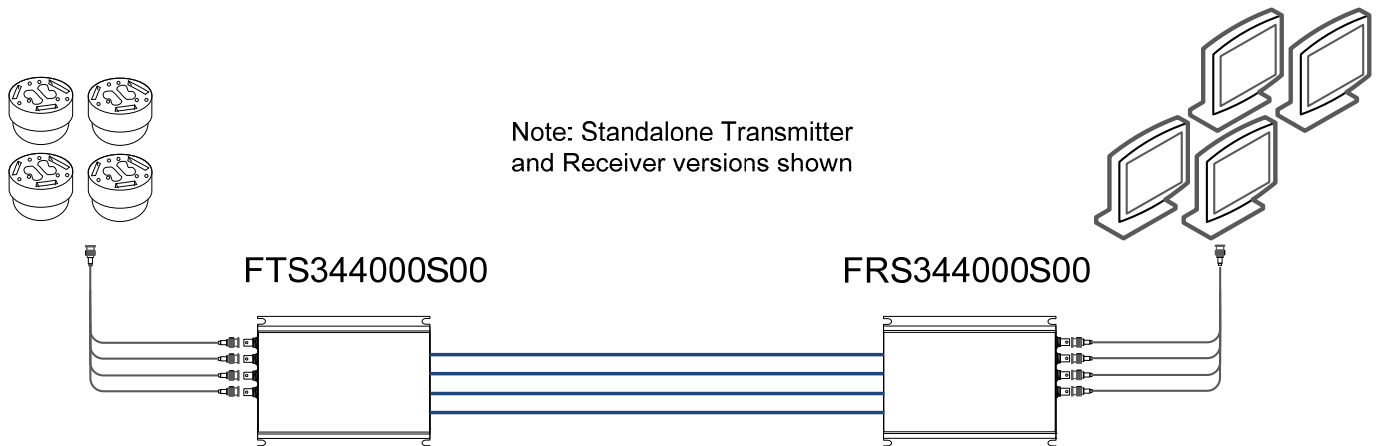 Note: Standalone Transmitter
and Receiver versions shown
FTS344000S00
FRS344000S00